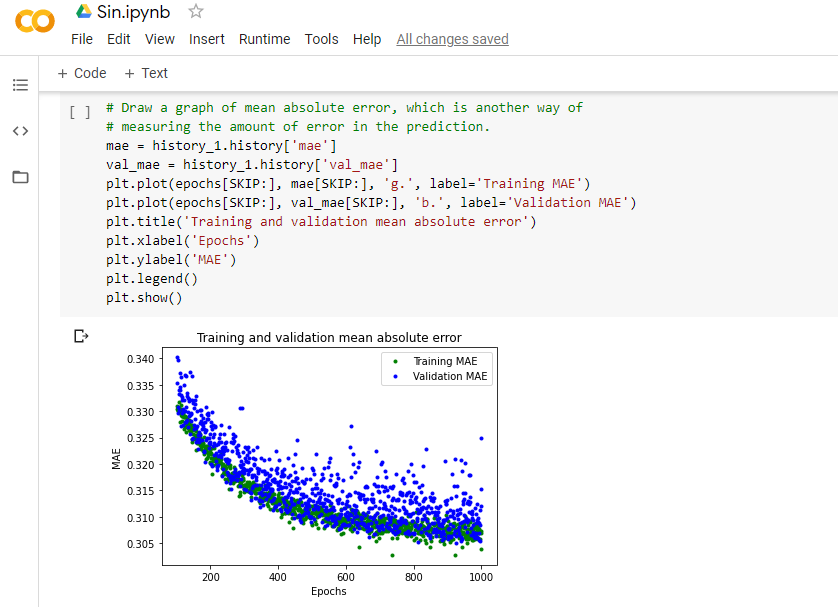 Sin.ipynb
File Edit View Insert Runtime Tools Help All changes saved
+ Code + Text
[ ] # Draw a graph of mean absolute error, which is another way of
# measuring the amount of error in the prediction.
mae = history_1.history['mae']
val_mae = history_1.history['val_mae']
plt.plot(epochs[SKIP:], mae[SKIP:], 'g.', label='Training MAE')
plt.plot(epochs[SKIP:], val_mae[SKIP:], 'b.', label='Validation MAE')
plt.title('Training and validation mean absolute error')
plt.xlabel('Epochs')
plt.ylabel('MAE')
plt.legend()
plt.show()
Training and validation mean absolute error
Training MAE
Validation MAE
MAE
0.340
0.335
0.330
0.325
0.320
0.315
0.310
0.305
200 400 600 800 1000
Epochs